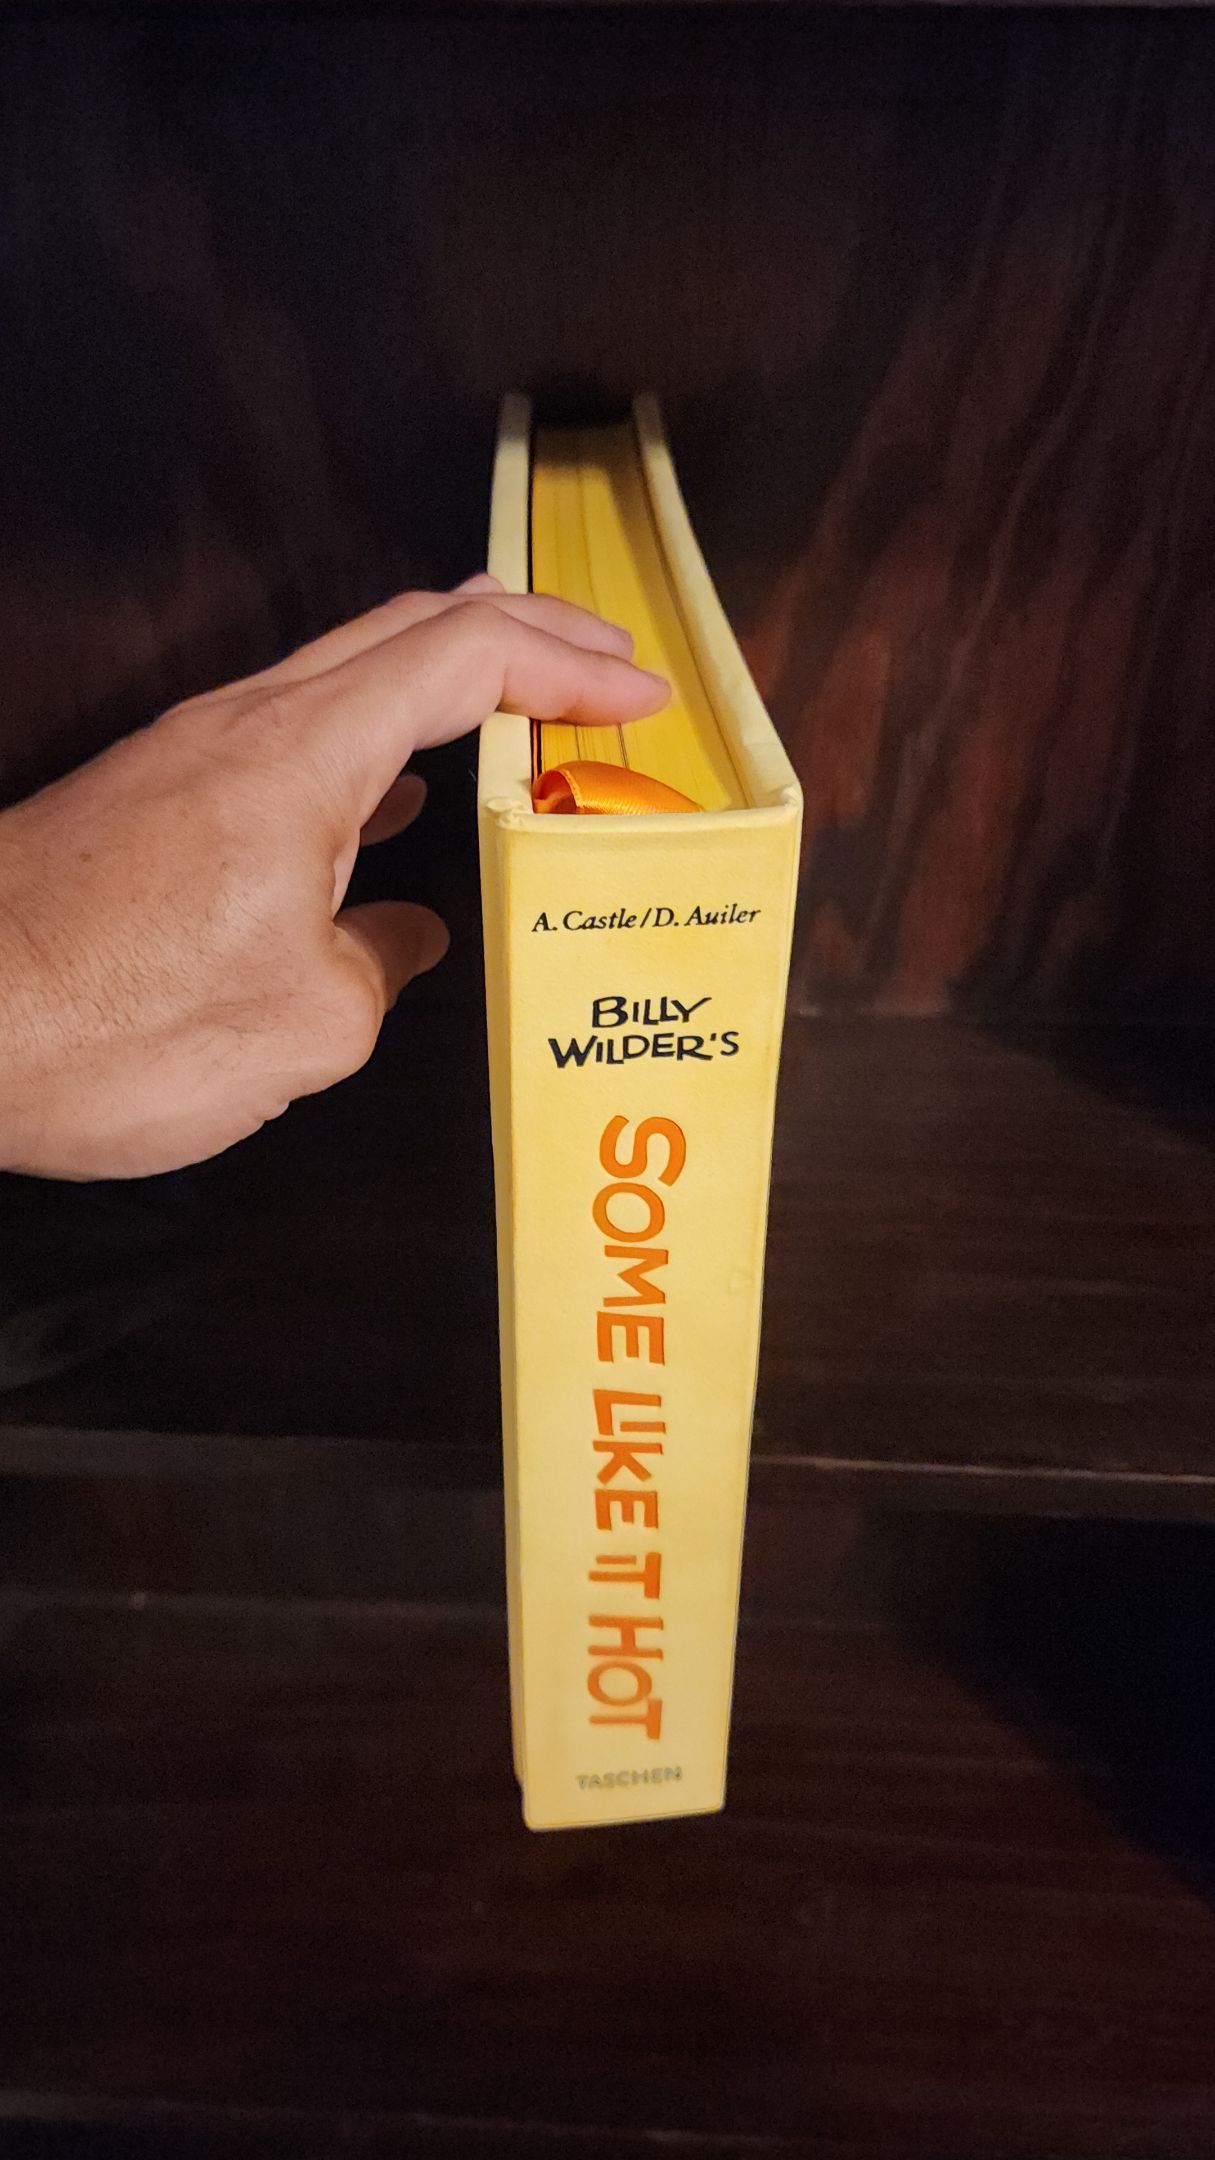 A. Castle/D. Auiler
BILLY
WILDER'S
SOME LIKE IT HOT
TASCHEN